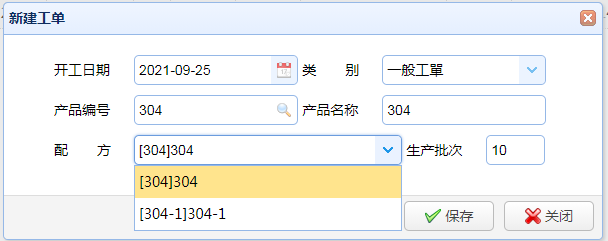 新建工单
开工日期 2021-09-25 类 别 一般工單
产品编号 304 产品名称 304
配 方 [304]304 生产批次 10
[304]304
[304-1]304-1
保存 关闭